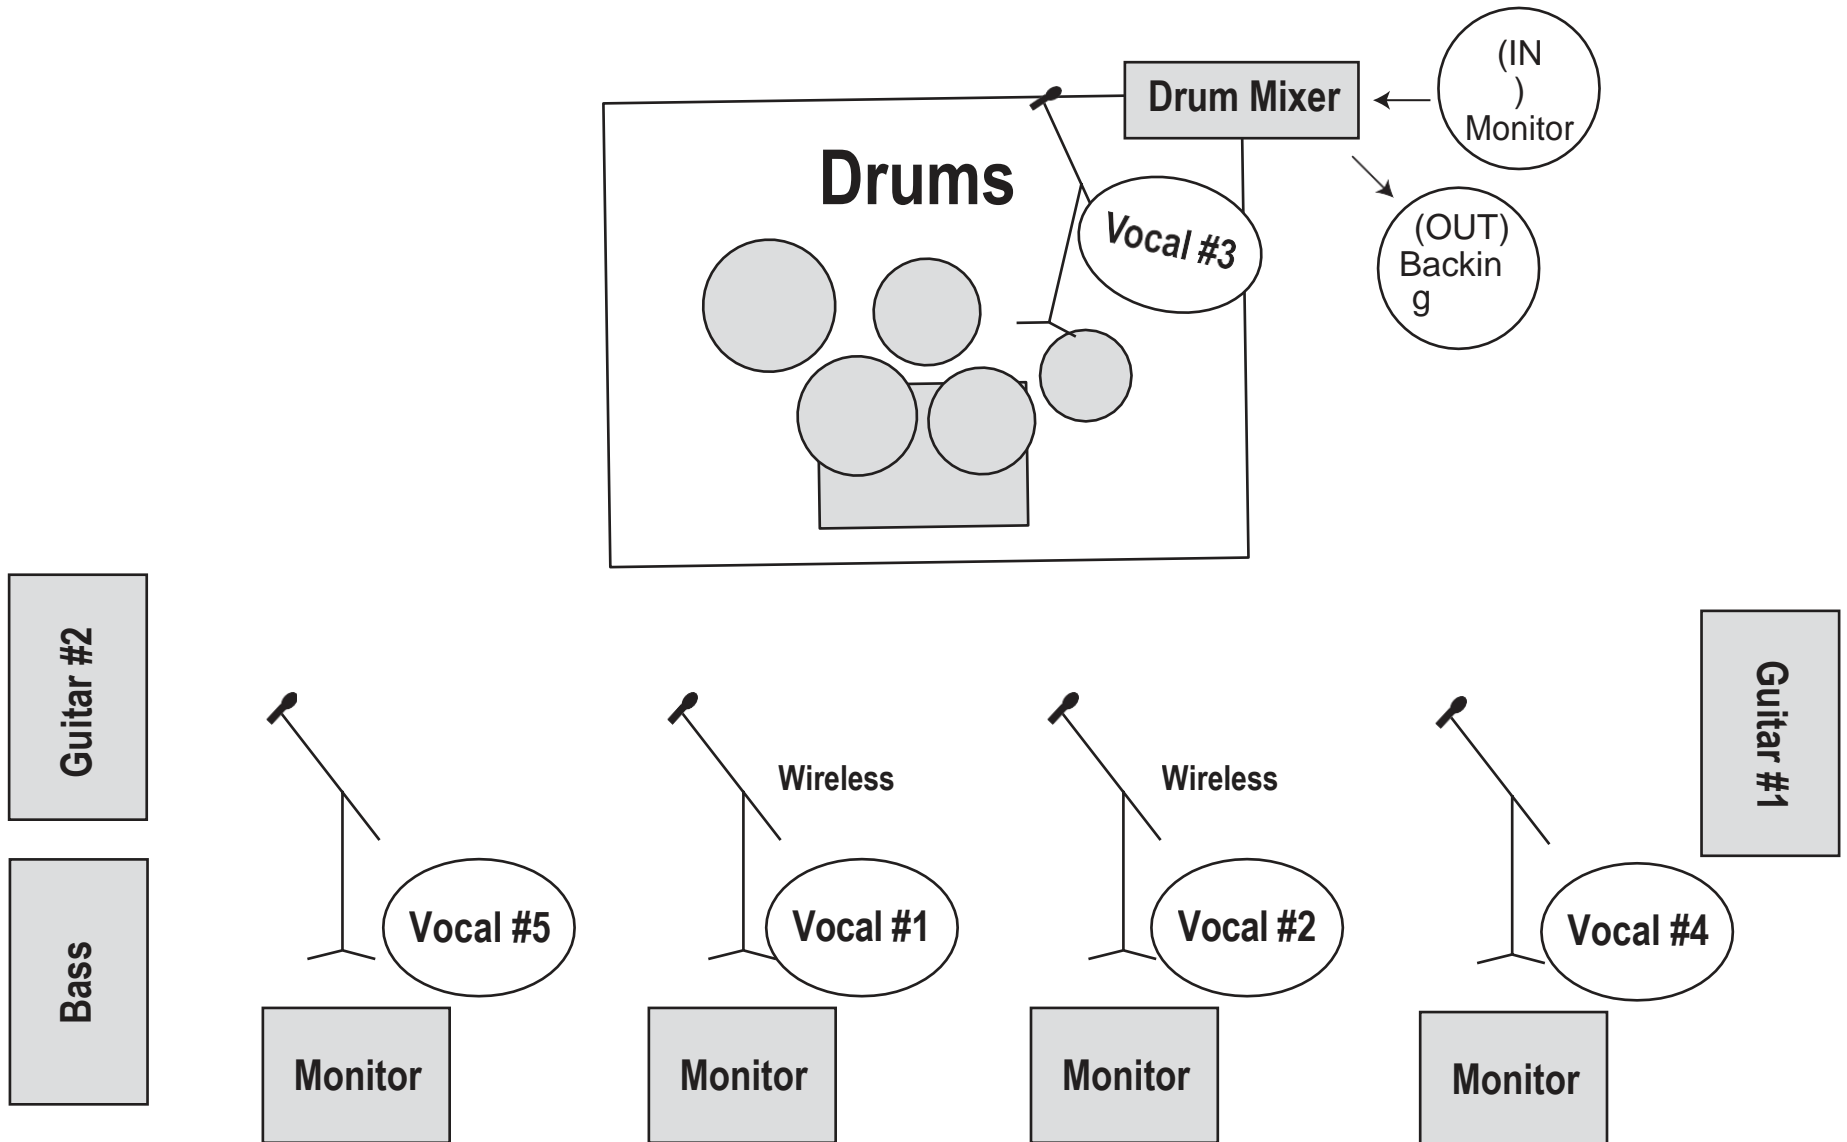 (IN
)
Monitor
Drum Mixer
Drums
Vocal #3
(OUT)
Backin
g
Guitar #2
Guitar #1
Wireless
Wireless
Bass
Vocal #5
Vocal #1
Vocal #2
Vocal #4
Monitor
Monitor
Monitor
Monitor